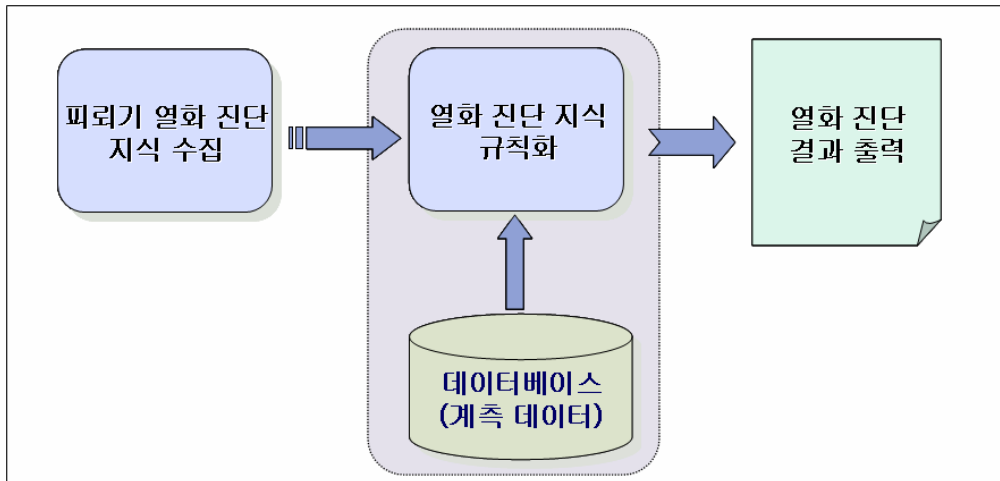 피뢰기 열화 진단
지식 수집
열화 진단 지식
규칙화
열화 진단
결과 출력
데이터베이스
(계측 데이터)